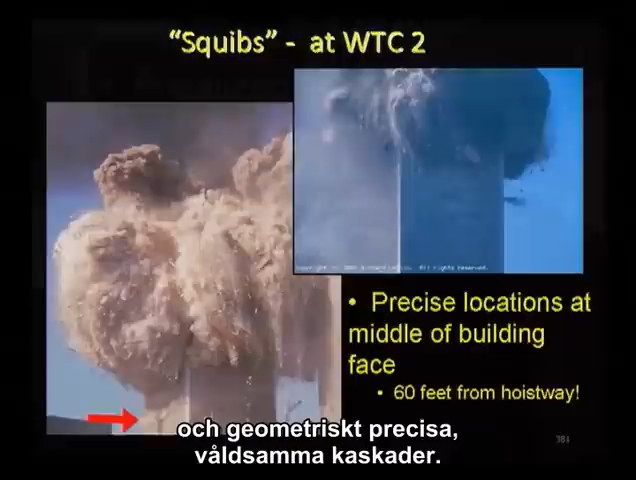 “Squibs” - at WTC 2
• Precise locations at
middle of building
face
• 60 feet from hoistway!
och geometriskt precisa,
våldsamma kaskader.